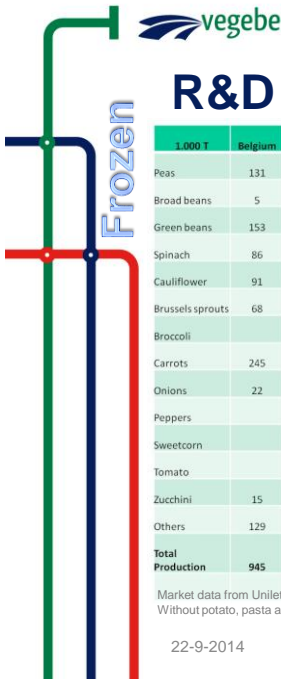 vegebe
R&D
Frozen
1.000 T Belgium
Peas 131
Broad beans 5
Green beans 153
Spinach 86
Cauliflower 91
Brussels sprouts 68
Broccoli
Carrots 245
Onions 22
Peppers
Sweetcorn
Tomato
Zucchini 15
Others 129
Total
Production 945
Market data from Unilet
Without potato, pasta a
22-9-2014